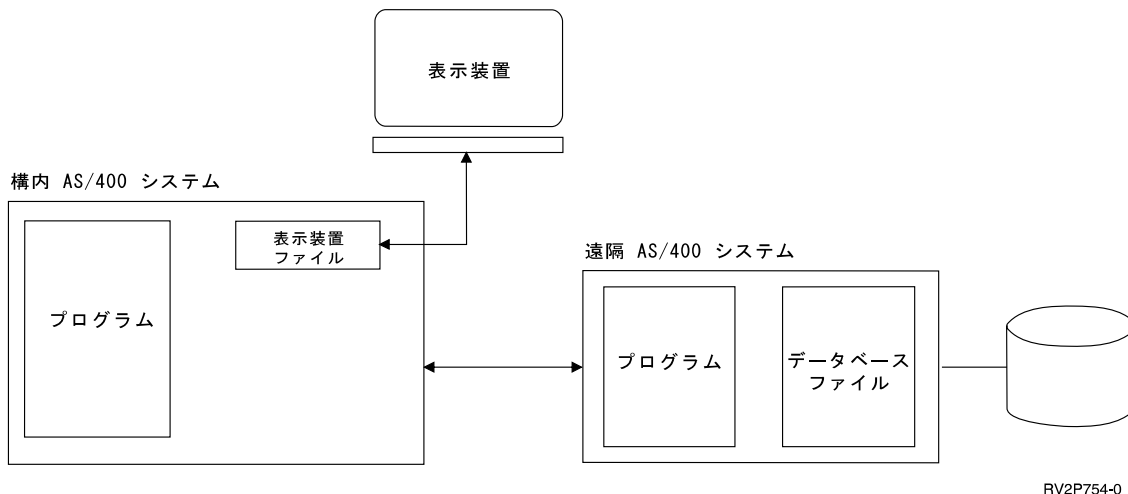 表示装置
構内 AS/400 システム
表示装置
ファイル
プログラム
遠隔 AS/400 システム
プログラム
データベース
ファイル
RV2P754-0